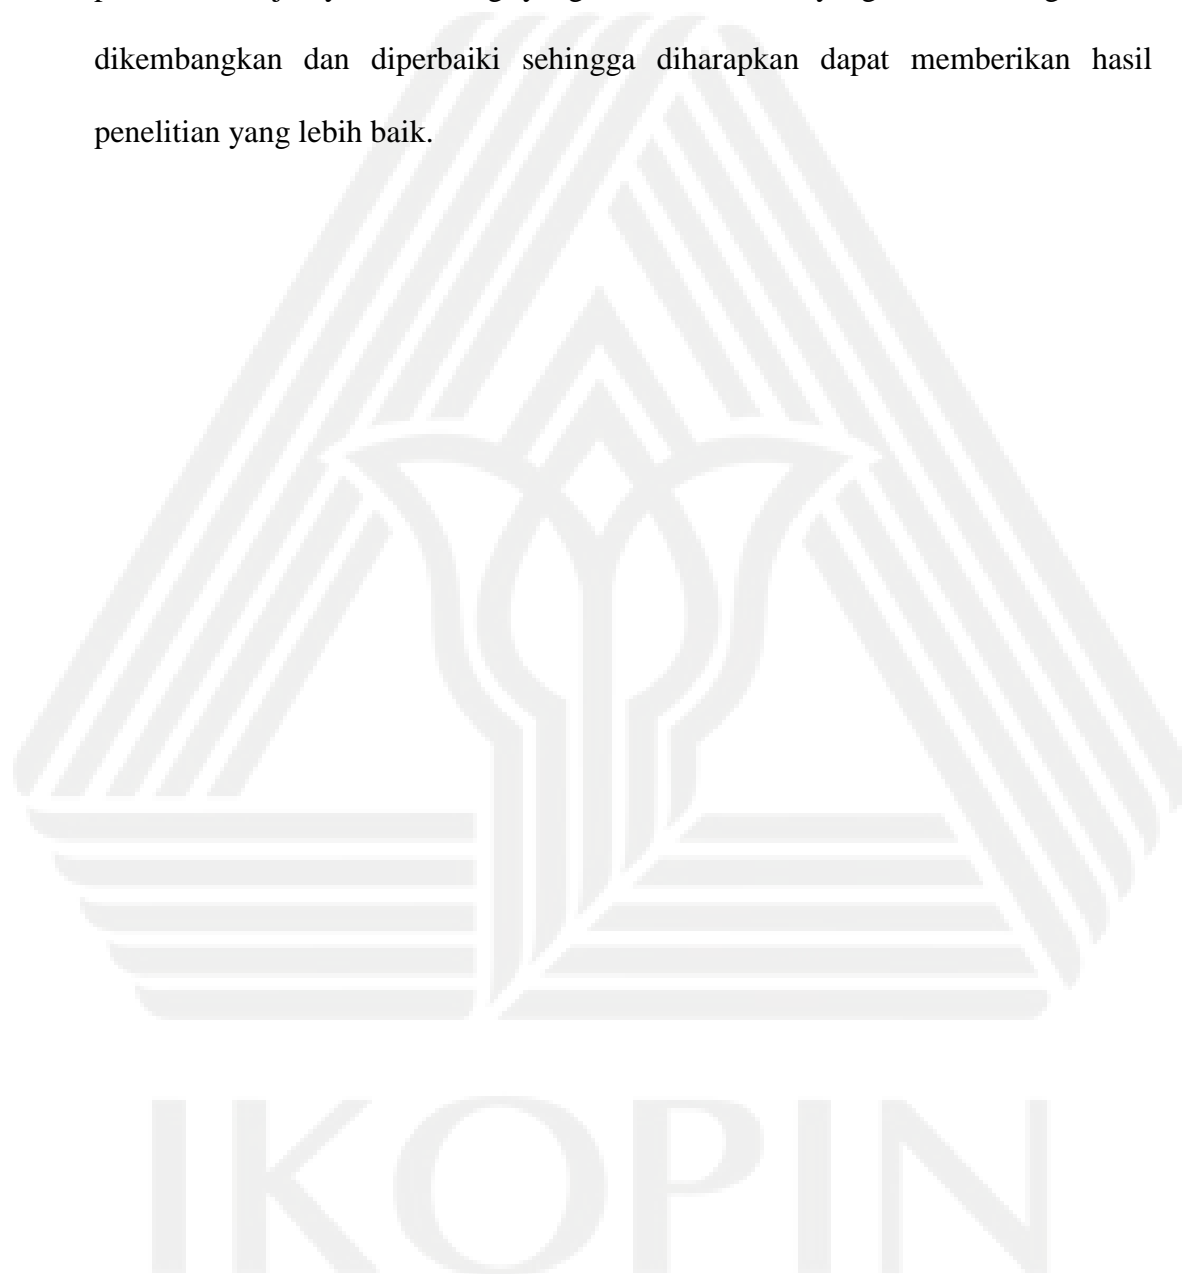 dikembangkan dan diperbaiki sehingga diharapkan dapat memberikan hasil
penelitian yang lebih baik.
IKOPIN